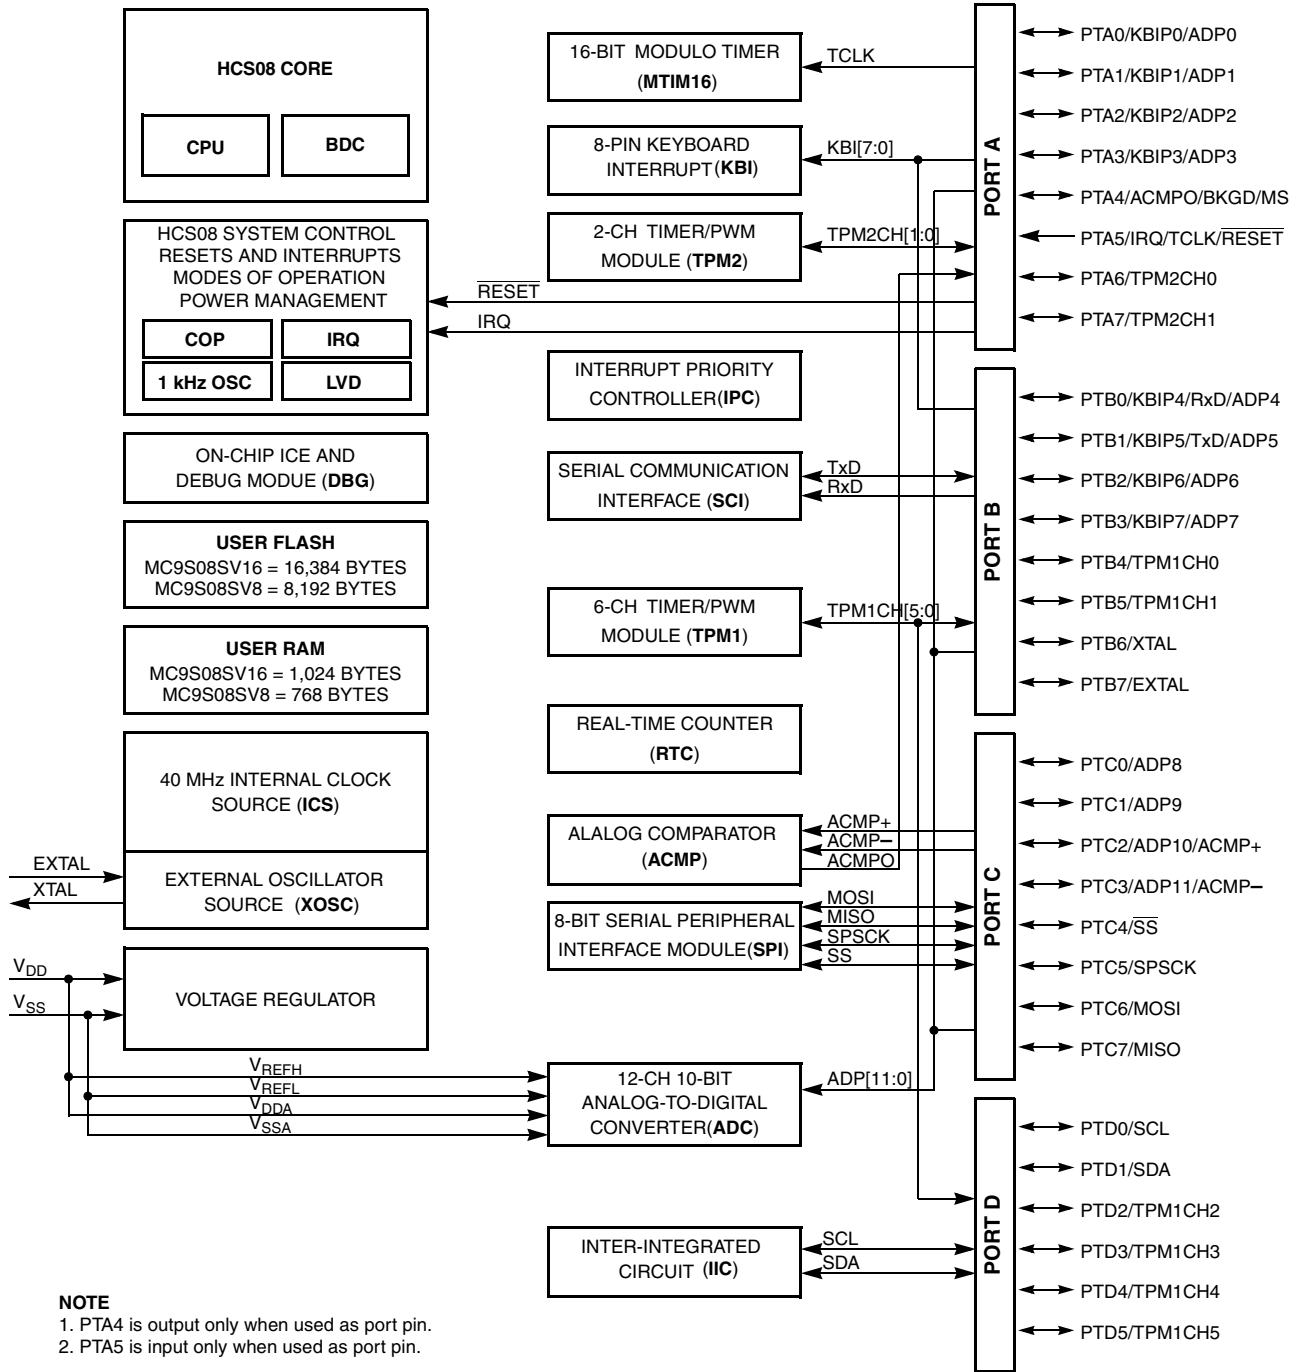 HCS08 CORE
CPU
BDC
HCS08 SYSTEM CONTROL
RESETS AND INTERRUPTS
MODES OF OPERATION
POWER MANAGEMENT
COP
IRQ
1 kHz OSC
LVD
ON-CHIP ICE AND
DEBUG MODUE (DBG)
USER FLASH
MC9S08SV16 = 16,384 BYTES
MC9S08SV8 = 8,192 BYTES
USER RAM
MC9S08SV16 = 1,024 BYTES
MC9S08SV8 = 768 BYTES
40 MHz INTERNAL CLOCK
SOURCE (ICS)
EXTAL
XTAL
EXTERNAL OSCILLATOR
SOURCE (XOSC)
VDD
VSS
VOLTAGE REGULATOR
VREFH
VREFL
VDDA
VSSA
16-BIT MODULO TIMER
(MTIM16)
TCLK
8-PIN KEYBOARD
INTERRUPT(KBI)
KBI[7:0]
2-CH TIMER/PWM
MODULE (TPM2)
TPM2CH[1:0]
RESET
IRQ
INTERRUPT PRIORITY
CONTROLLER(IPC)
SERIAL COMMUNICATION
INTERFACE (SCI)
TxD
RxD
6-CH TIMER/PWM
MODULE (TPM1)
TPM1CH[5:0]
REAL-TIME COUNTER
(RTC)
ALALOG COMPARATOR
(ACMP)
ACMP+
ACMP–
ACMPO
8-BIT SERIAL PERIPHERAL
INTERFACE MODULE(SPI)
MOSI
MISO
SPSCK
SS
12-CH 10-BIT
ANALOG-TO-DIGITAL
CONVERTER(ADC)
ADP[11:0]
INTER-INTEGRATED
CIRCUIT (IIC)
SCL
SDA
PORT A
PTA0/KBIP0/ADP0
PTA1/KBIP1/ADP1
PTA2/KBIP2/ADP2
PTA3/KBIP3/ADP3
PTA4/ACMPO/BKGD/MS
PTA5/IRQ/TCLK/RESET
PTA6/TPM2CH0
PTA7/TPM2CH1
PORT B
PTB0/KBIP4/RxD/ADP4
PTB1/KBIP5/TxD/ADP5
PTB2/KBIP6/ADP6
PTB3/KBIP7/ADP7
PTB4/TPM1CH0
PTB5/TPM1CH1
PTB6/XTAL
PTB7/EXTAL
PORT C
PTC0/ADP8
PTC1/ADP9
PTC2/ADP10/ACMP+
PTC3/ADP11/ACMP–
PTC4/SS
PTC5/SPSCK
PTC6/MOSI
PTC7/MISO
PORT D
PTD0/SCL
PTD1/SDA
PTD2/TPM1CH2
PTD3/TPM1CH3
PTD4/TPM1CH4
PTD5/TPM1CH5
NOTE
1. PTA4 is output only when used as port pin.
2. PTA5 is input only when used as port pin.